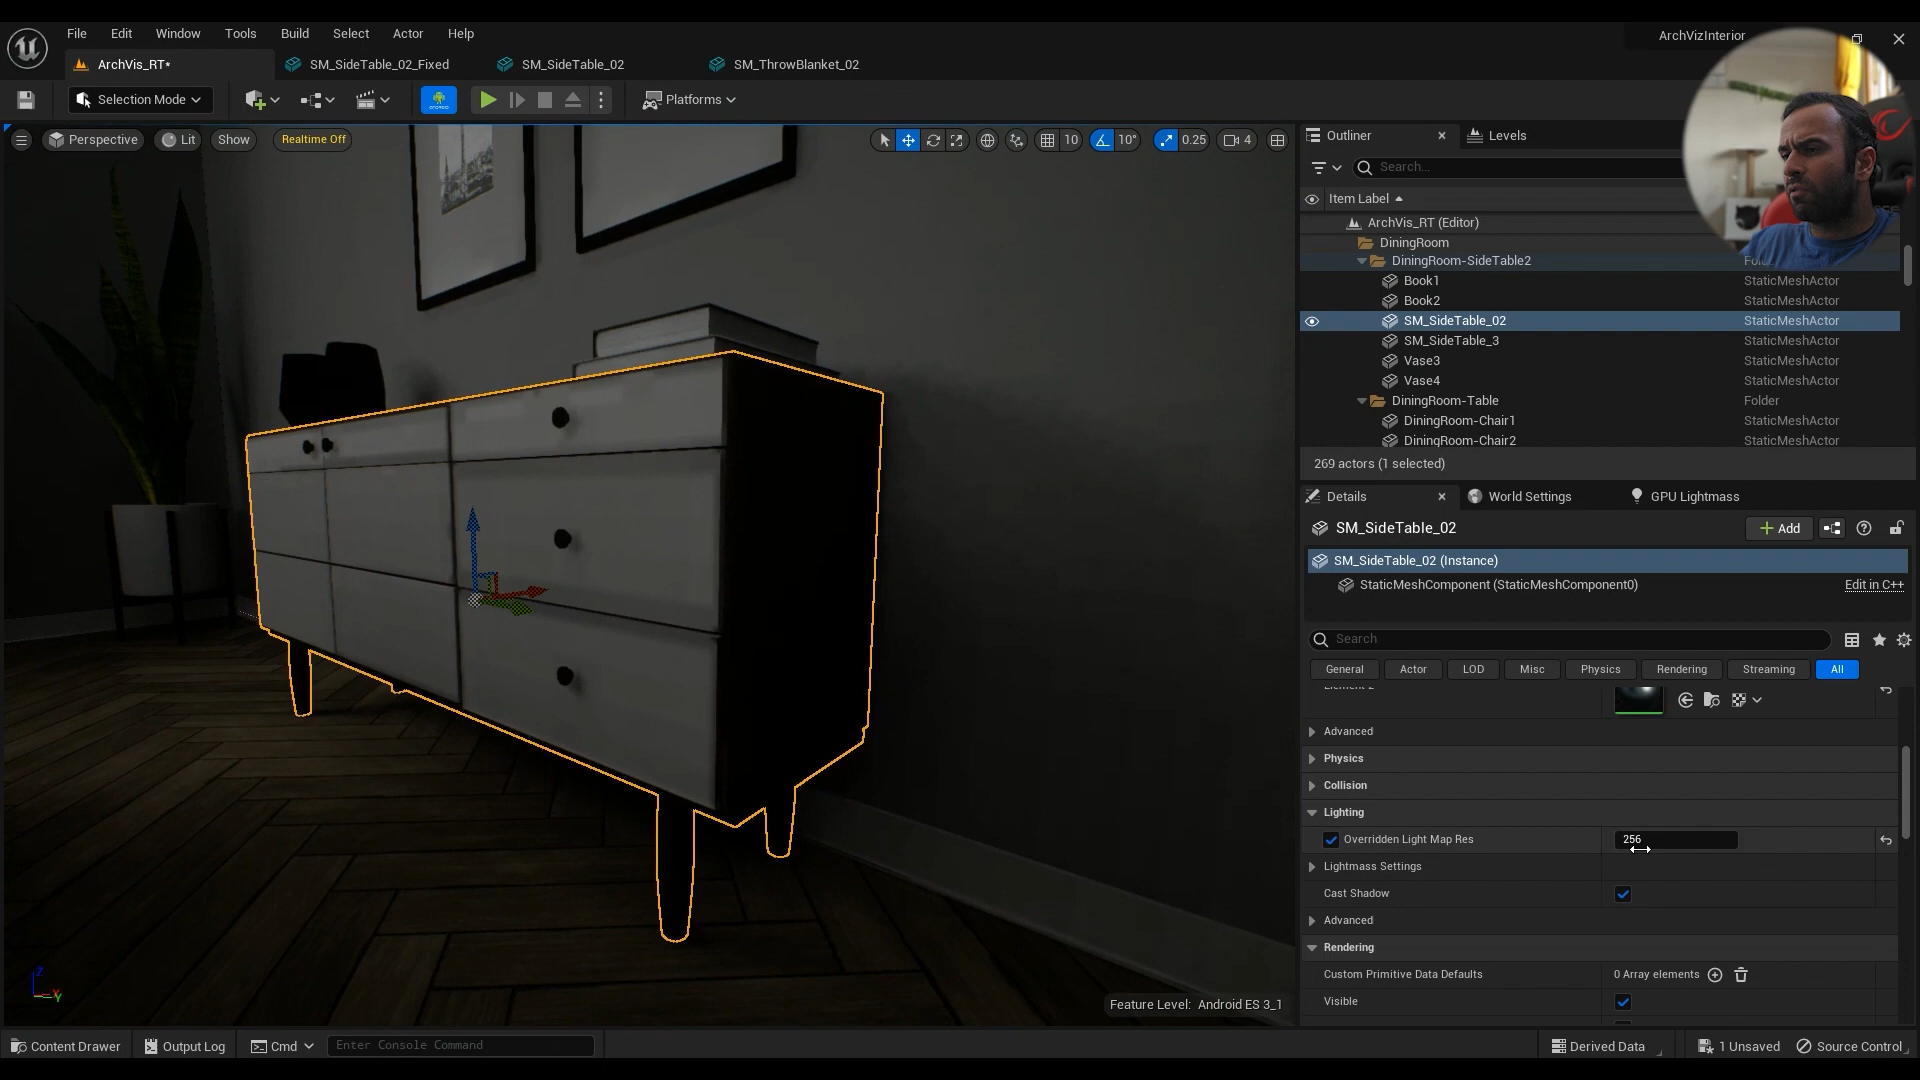 File Edit Window Tools Build Select Actor Help
ArchVizInterior
ArchVis_RT*
SM_SideTable_02_Fixed
SM_SideTable_02
SM_ThrowBlanket_02
Selection Mode
Platforms
Perspective
Lit
Show
Realtime Off
10
10°
0.25
4
Outliner
Levels
Search...
Item Label
ArchVis_RT (Editor)
DiningRoom
DiningRoom-SideTable2
Book1 StaticMeshActor
Book2 StaticMeshActor
SM_SideTable_02 StaticMeshActor
SM_SideTable_3 StaticMeshActor
Vase3 StaticMeshActor
Vase4 StaticMeshActor
DiningRoom-Table Folder
DiningRoom-Chair1 StaticMeshActor
DiningRoom-Chair2 StaticMeshActor
269 actors (1 selected)
Details
World Settings
GPU Lightmass
SM_SideTable_02
Add
SM_SideTable_02 (Instance)
StaticMeshComponent (StaticMeshComponent0)
Edit in C++
Search
General Actor LOD Misc Physics Rendering Streaming All
Advanced
Physics
Collision
Lighting
Overridden Light Map Res 256
Lightmass Settings
Cast Shadow
Advanced
Rendering
Custom Primitive Data Defaults 0 Array elements
Visible
Z
Y
Feature Level: Android ES 3_1
Content Drawer
Output Log
Cmd
Enter Console Command
Derived Data
1 Unsaved
Source Control